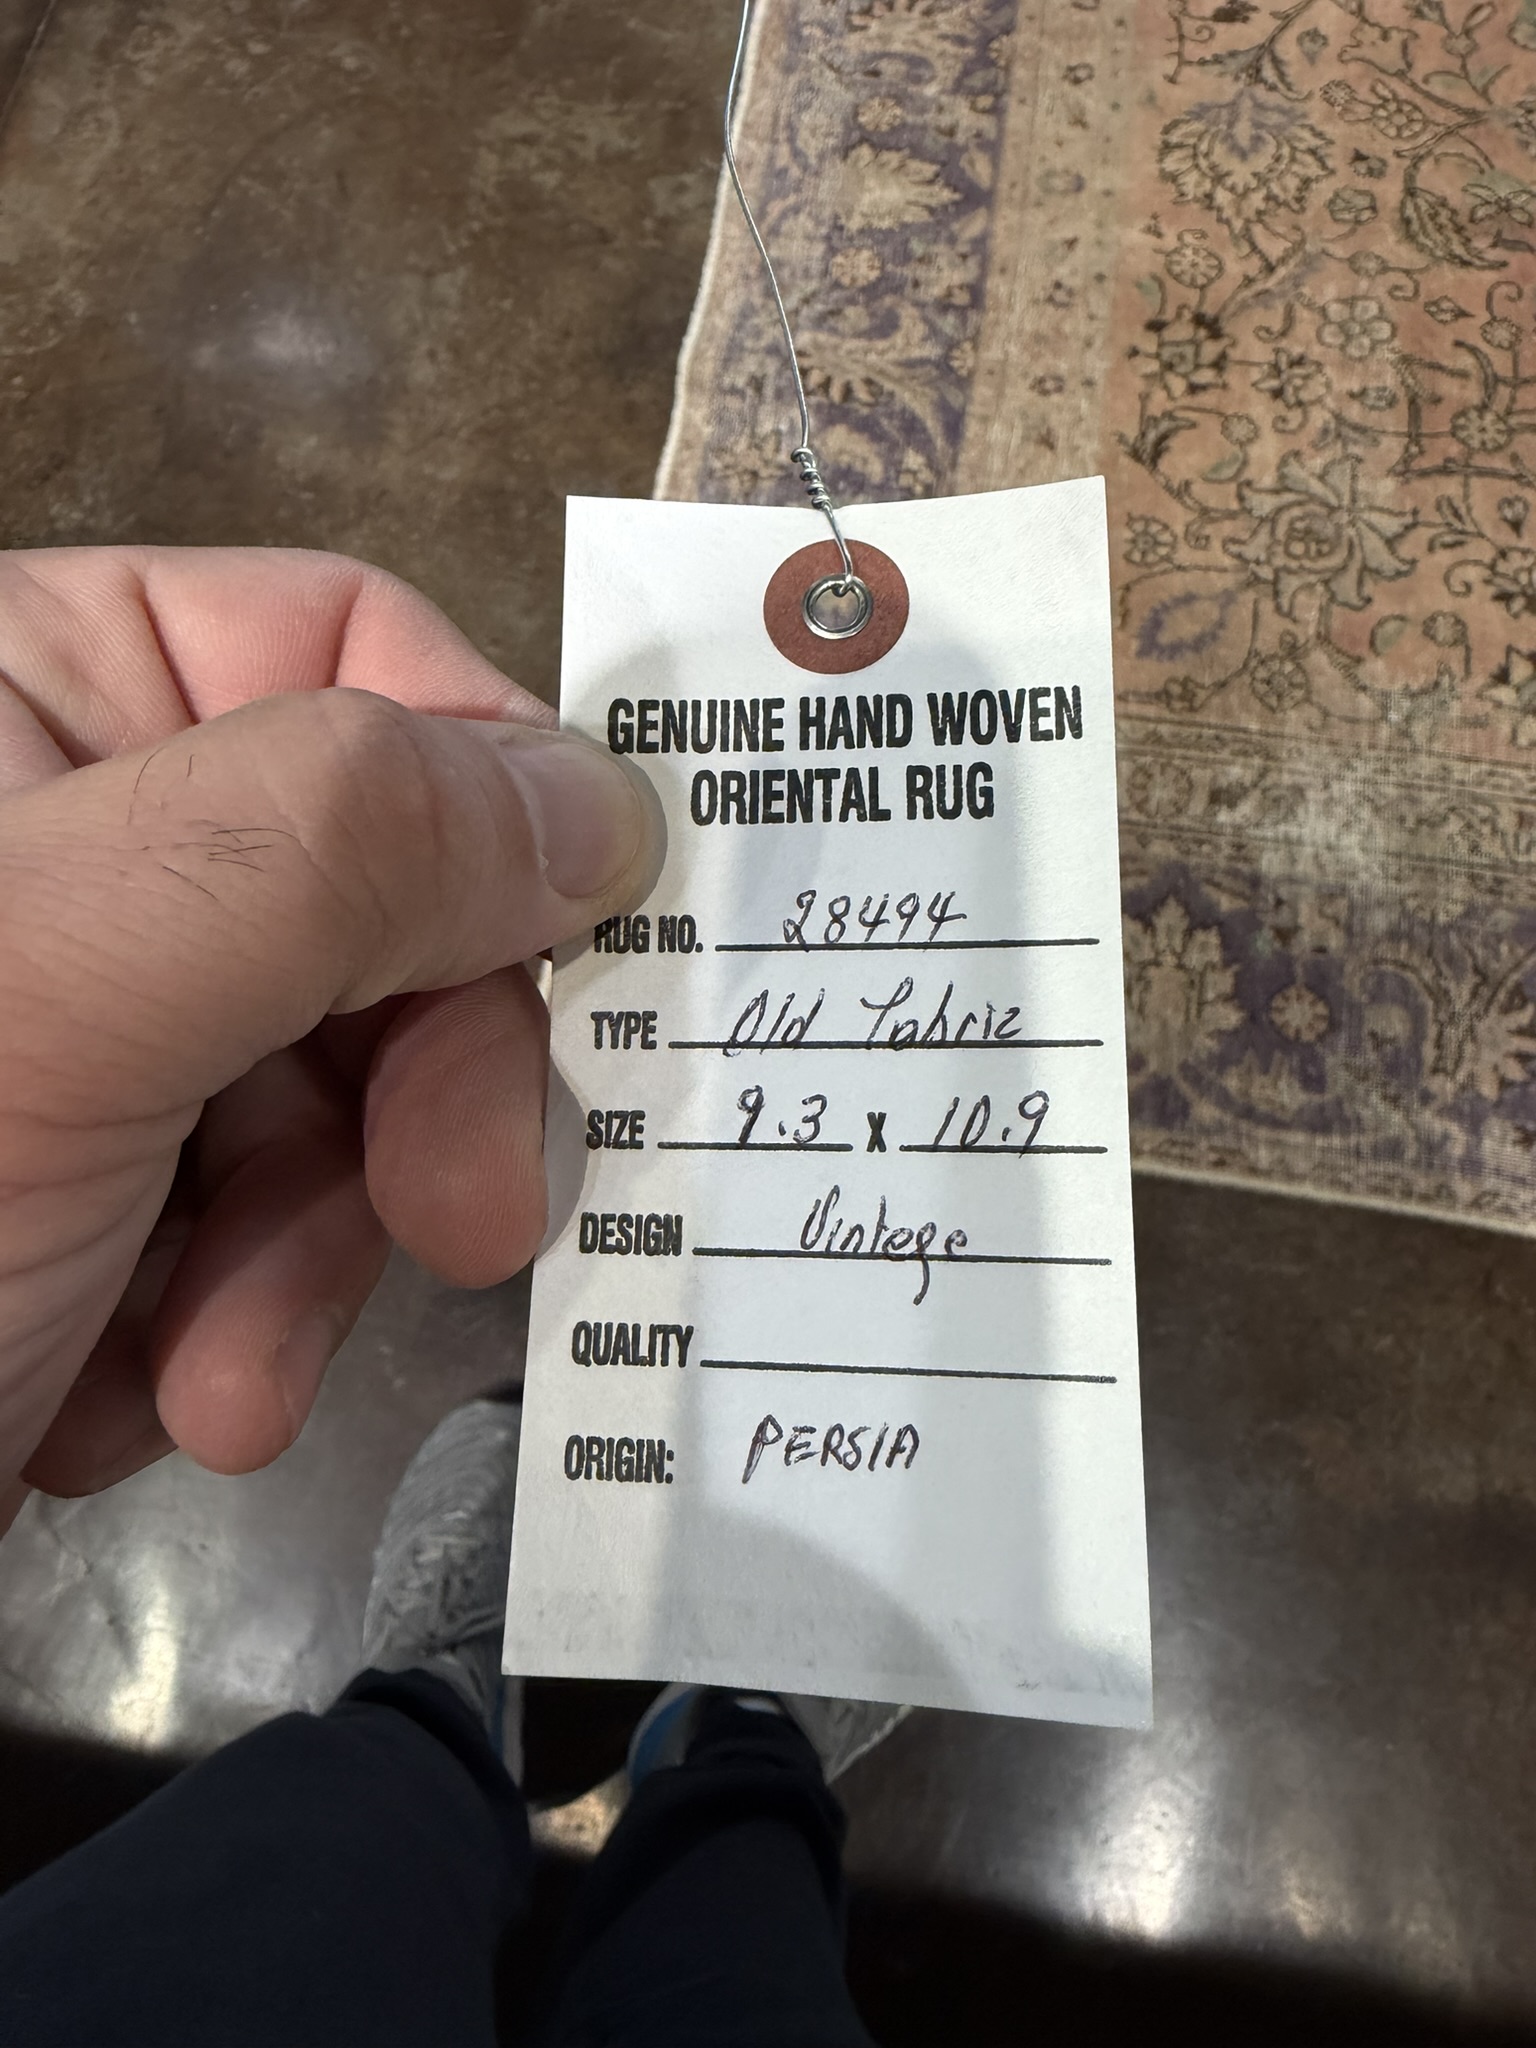 GENUINE HAND WOVEN
ORIENTAL RUG
RUG NO. 28494
TYPE Old Tabriz
SIZE 9.3 X 10.9
DESIGN Vintage
QUALITY
ORIGIN: PERSIA